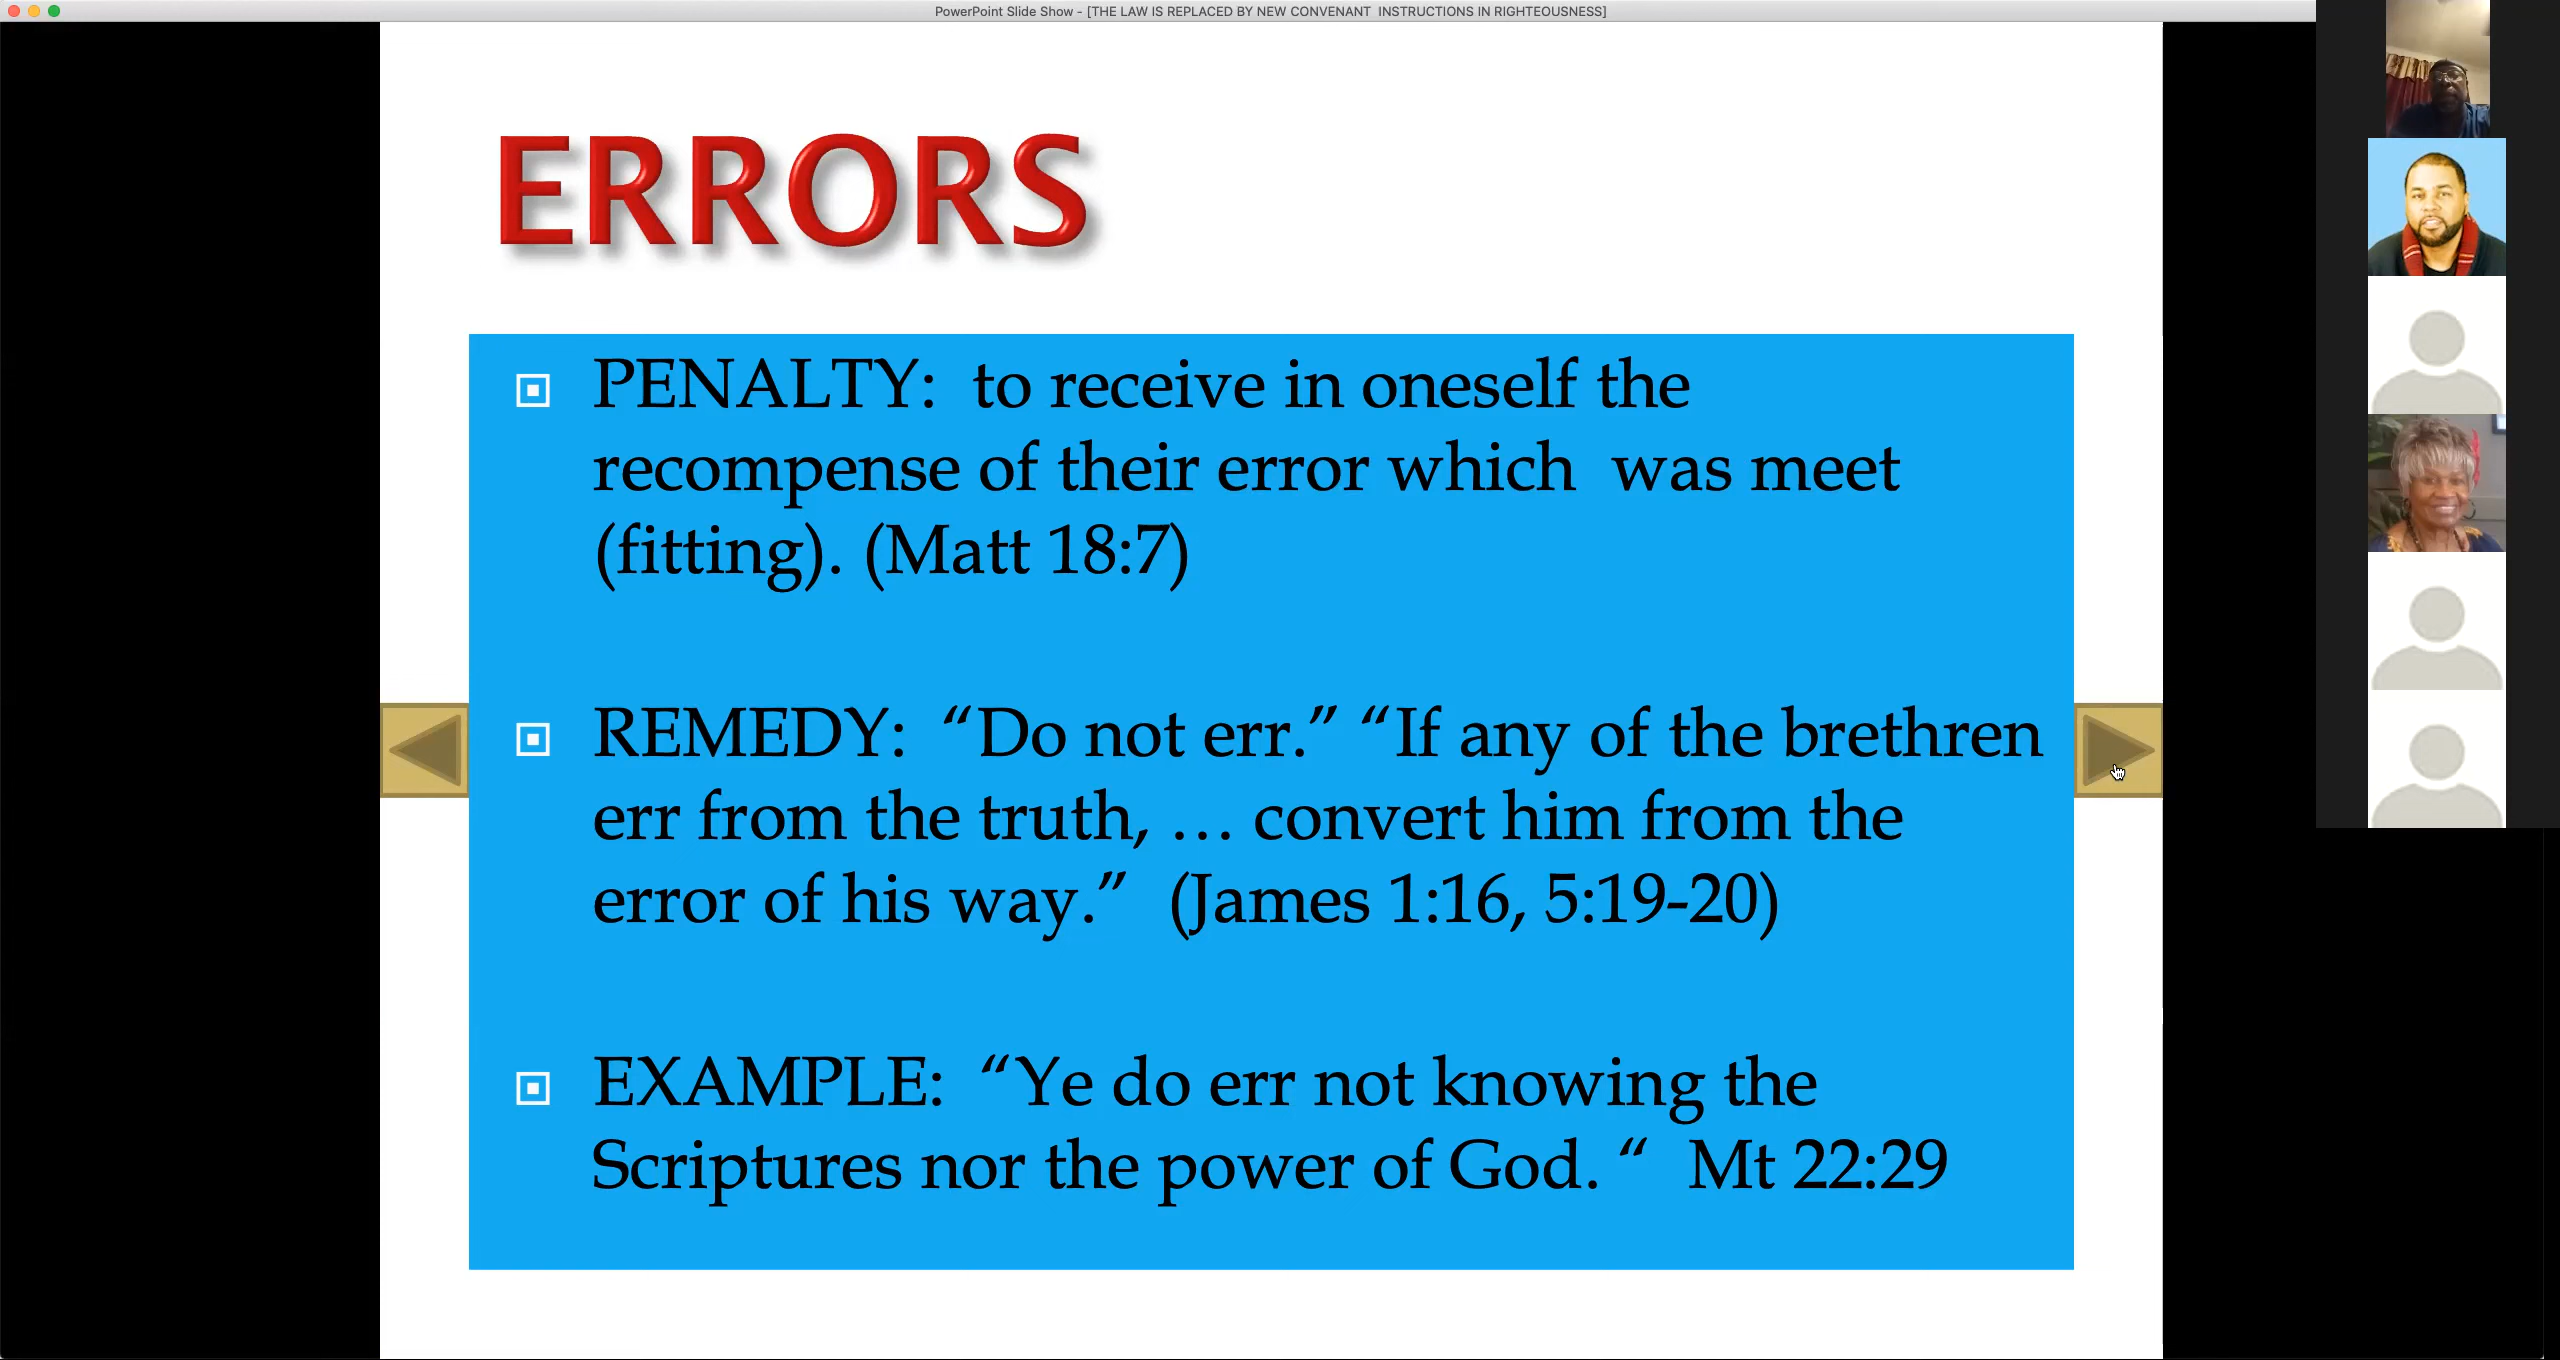 PowerPoint Slide Show - [THE LAW IS REPLACED BY NEW CONVENANT  INSTRUCTIONS IN RIGHTEOUSNESS]
ERRORS
PENALTY:  to receive in oneself the
recompense of their error which  was meet
(fitting). (Matt 18:7)
REMEDY:  “Do not err.” “If any of the brethren
err from the truth, … convert him from the
error of his way.”  (James 1:16, 5:19-20)
EXAMPLE:  “Ye do err not knowing the
Scriptures nor the power of God. “  Mt 22:29